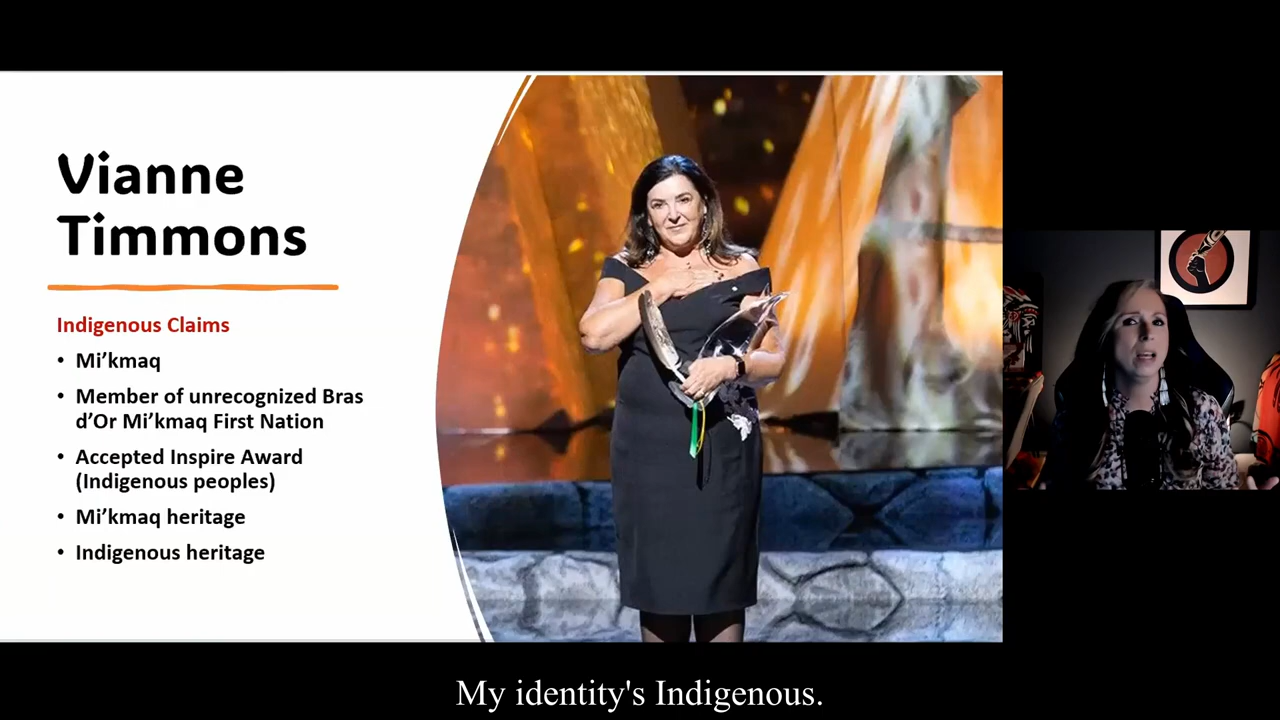 Vianne
Timmons
Indigenous Claims
• Mi’kmaq
• Member of unrecognized Bras
d’Or Mi’kmaq First Nation
• Accepted Inspire Award
(Indigenous peoples)
• Mi’kmaq heritage
• Indigenous heritage
My identity's Indigenous.